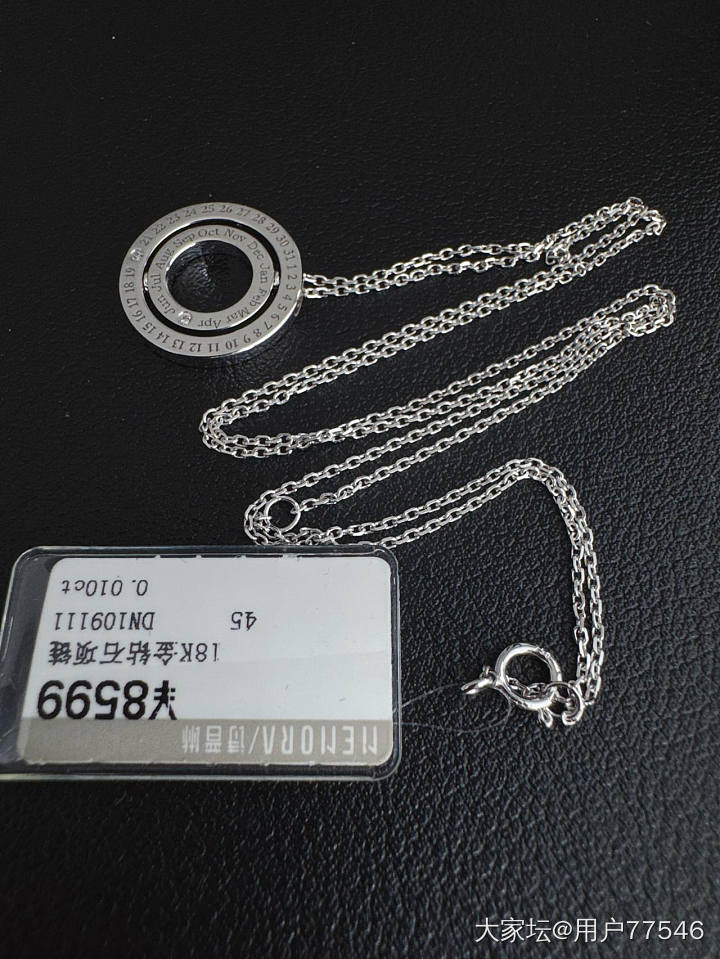 1 2 3 4 5 6 7 8 9 10 11 12 13 14 15 16 17 18 19 21 22 23 24 25 26 27 28 29 30 31
Jan Feb Mar Apr Jun Jul Aug Sep Oct Nov Dec
MEMORA/诗普琳
¥8599
18K金钻石项链
45 DN109111
0.010ct
大家坛@用户77546